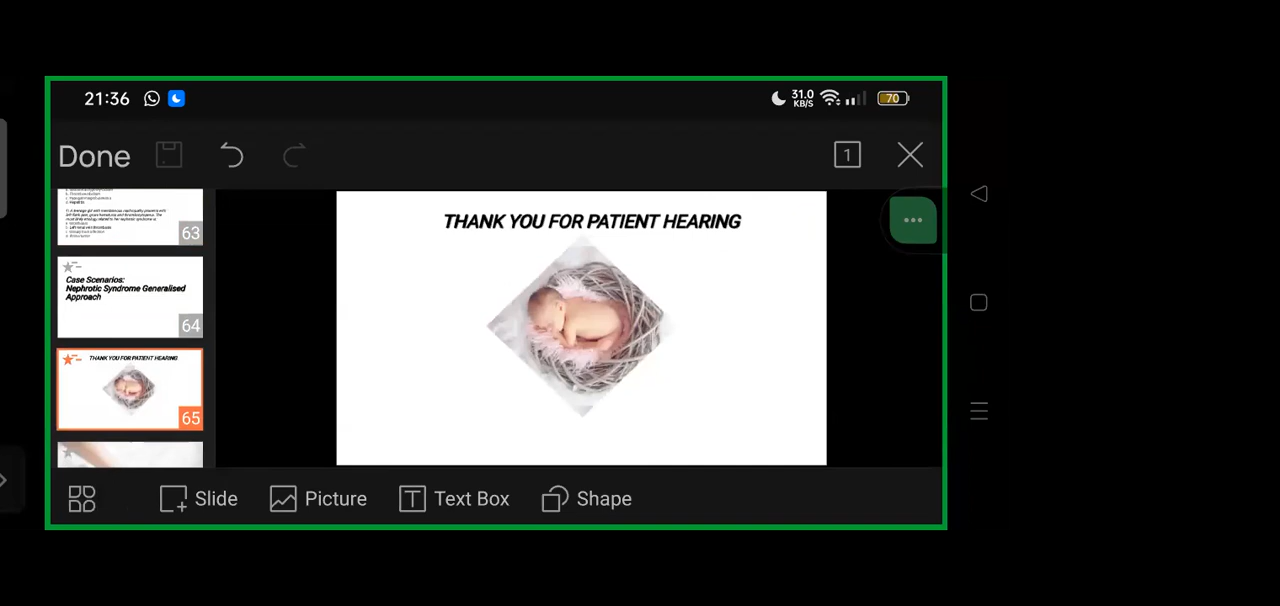 21:36
31.0
KB/S
70
Done
1
63
Case Scenarios:
Nephrotic Syndrome Generalised
Approach
64
THANK YOU FOR PATIENT HEARING
65
THANK YOU FOR PATIENT HEARING
Slide
Picture
Text Box
Shape